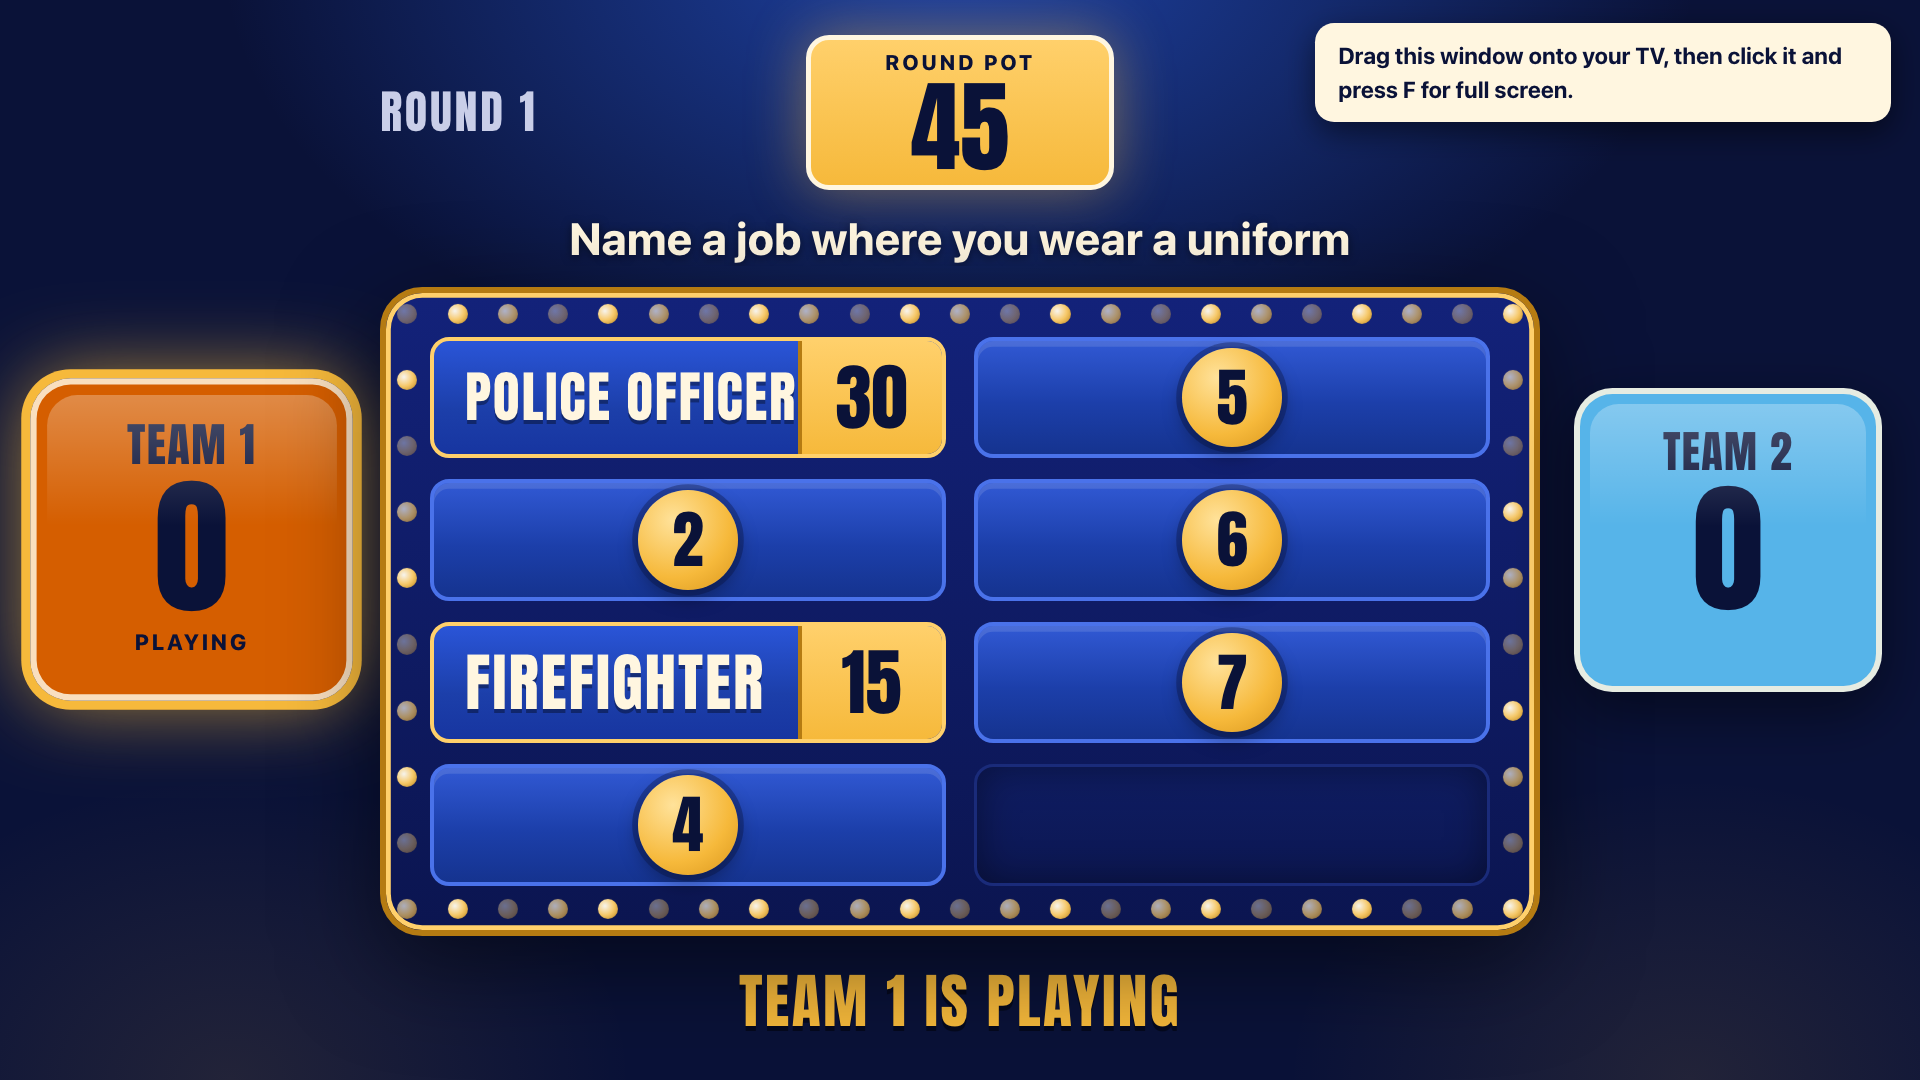 ROUND 1
ROUND POT
45
Drag this window onto your TV, then click it and
press F for full screen.
Name a job where you wear a uniform
TEAM 1
0
PLAYING
POLICE OFFICER 30
2
FIREFIGHTER 15
4
5
6
7
TEAM 2
0
TEAM 1 IS PLAYING